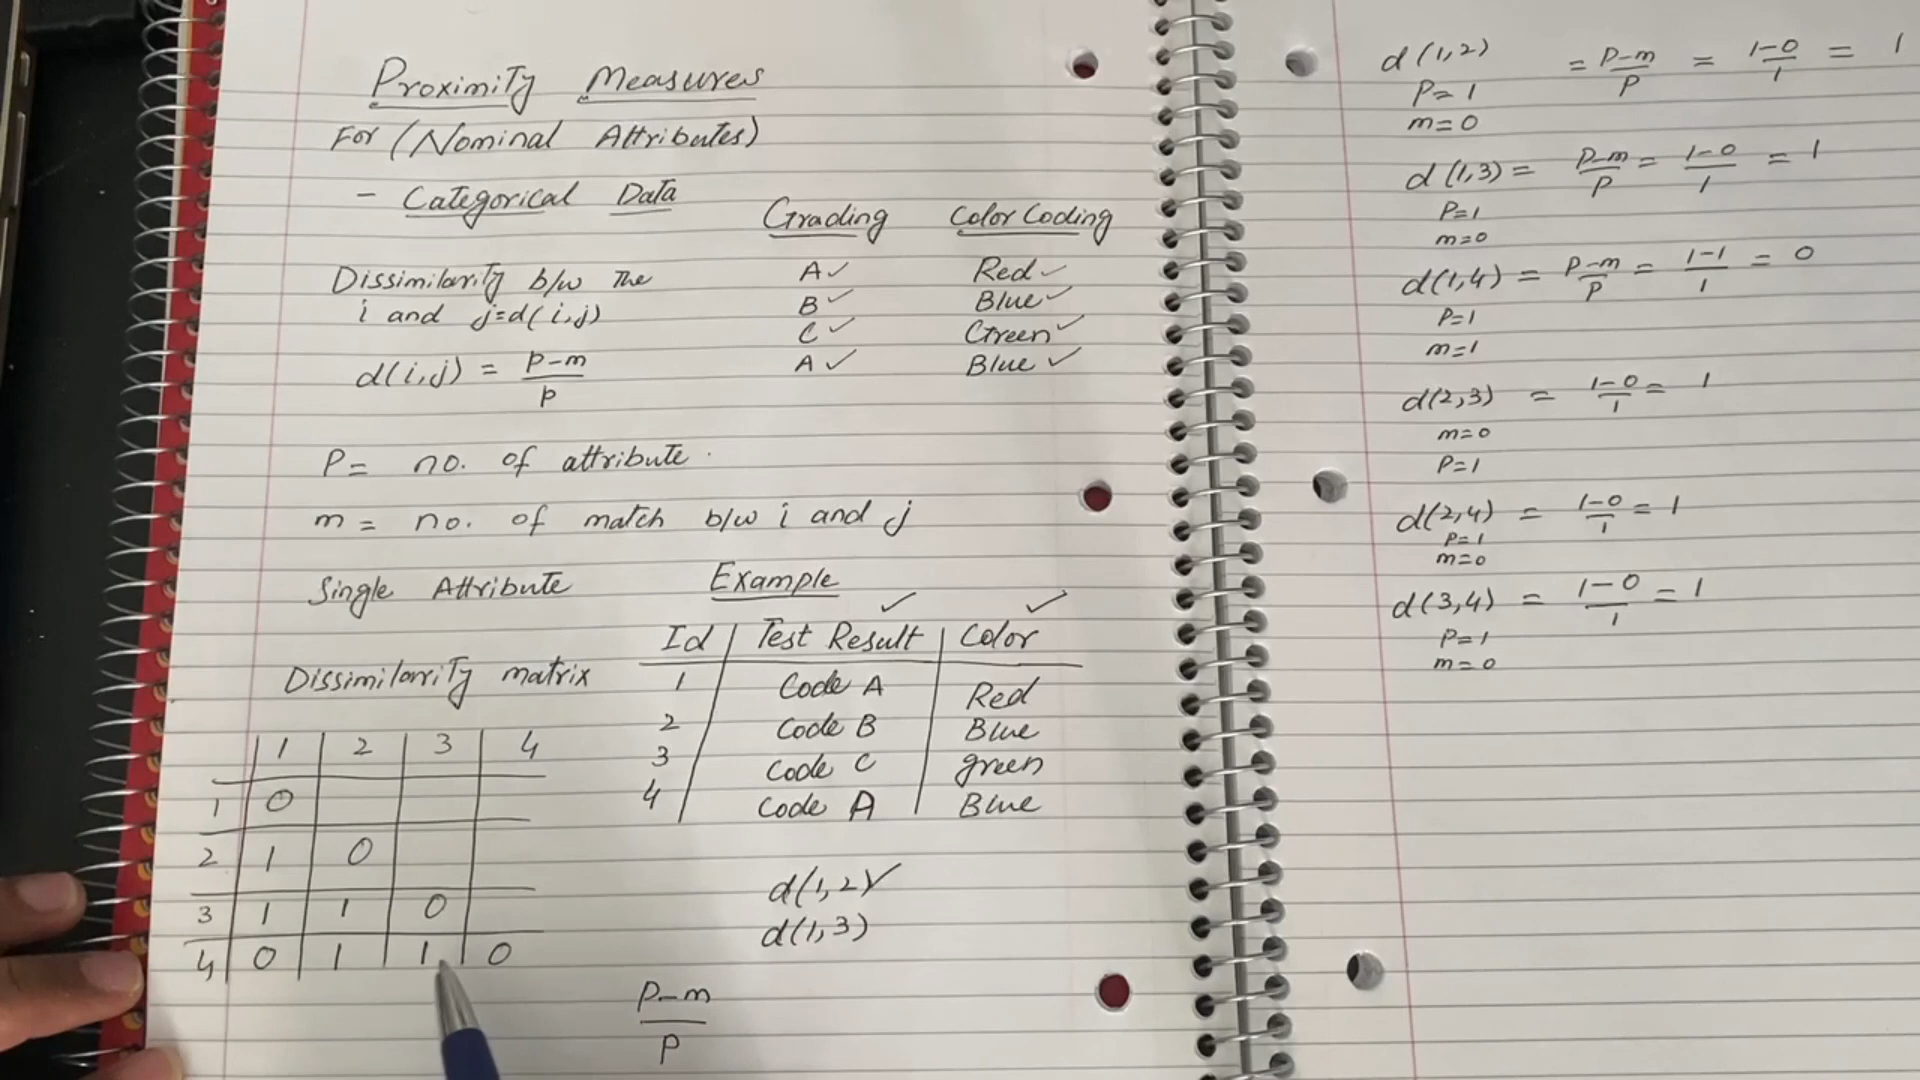 Proximity Measures
For (Nominal Attributes)
- Categorical Data
Grading Color Coding
A✓ Red✓
B✓ Blue✓
C✓ Green✓
A✓ Blue✓
Dissimilarity b/w the
i and j=d(i,j)
d(i,j) = p-m / p
P= no. of attribute.
m = no. of match b/w i and j
Single Attribute
Example
✓ ✓
Id | Test Result | Color
1 Code A Red
2 Code B Blue
3 Code C green
4 Code A Blue
Dissimilarity matrix
1 2 3 4
1 0
2 1 0
3 1 1 0
4 0 1 1 0
d(1,2)✓
d(1,3)
P-m
P
d(1,2) = P-m / P = 1-0 / 1 = 1
P=1
m=0
d(1,3) = P-m / P = 1-0 / 1 = 1
P=1
m=0
d(1,4) = P-m / P = 1-1 / 1 = 0
P=1
m=1
d(2,3) = 1-0 / 1 = 1
m=0
P=1
d(2,4) = 1-0 / 1 = 1
P=1
m=0
d(3,4) = 1-0 / 1 = 1
P=1
m=0